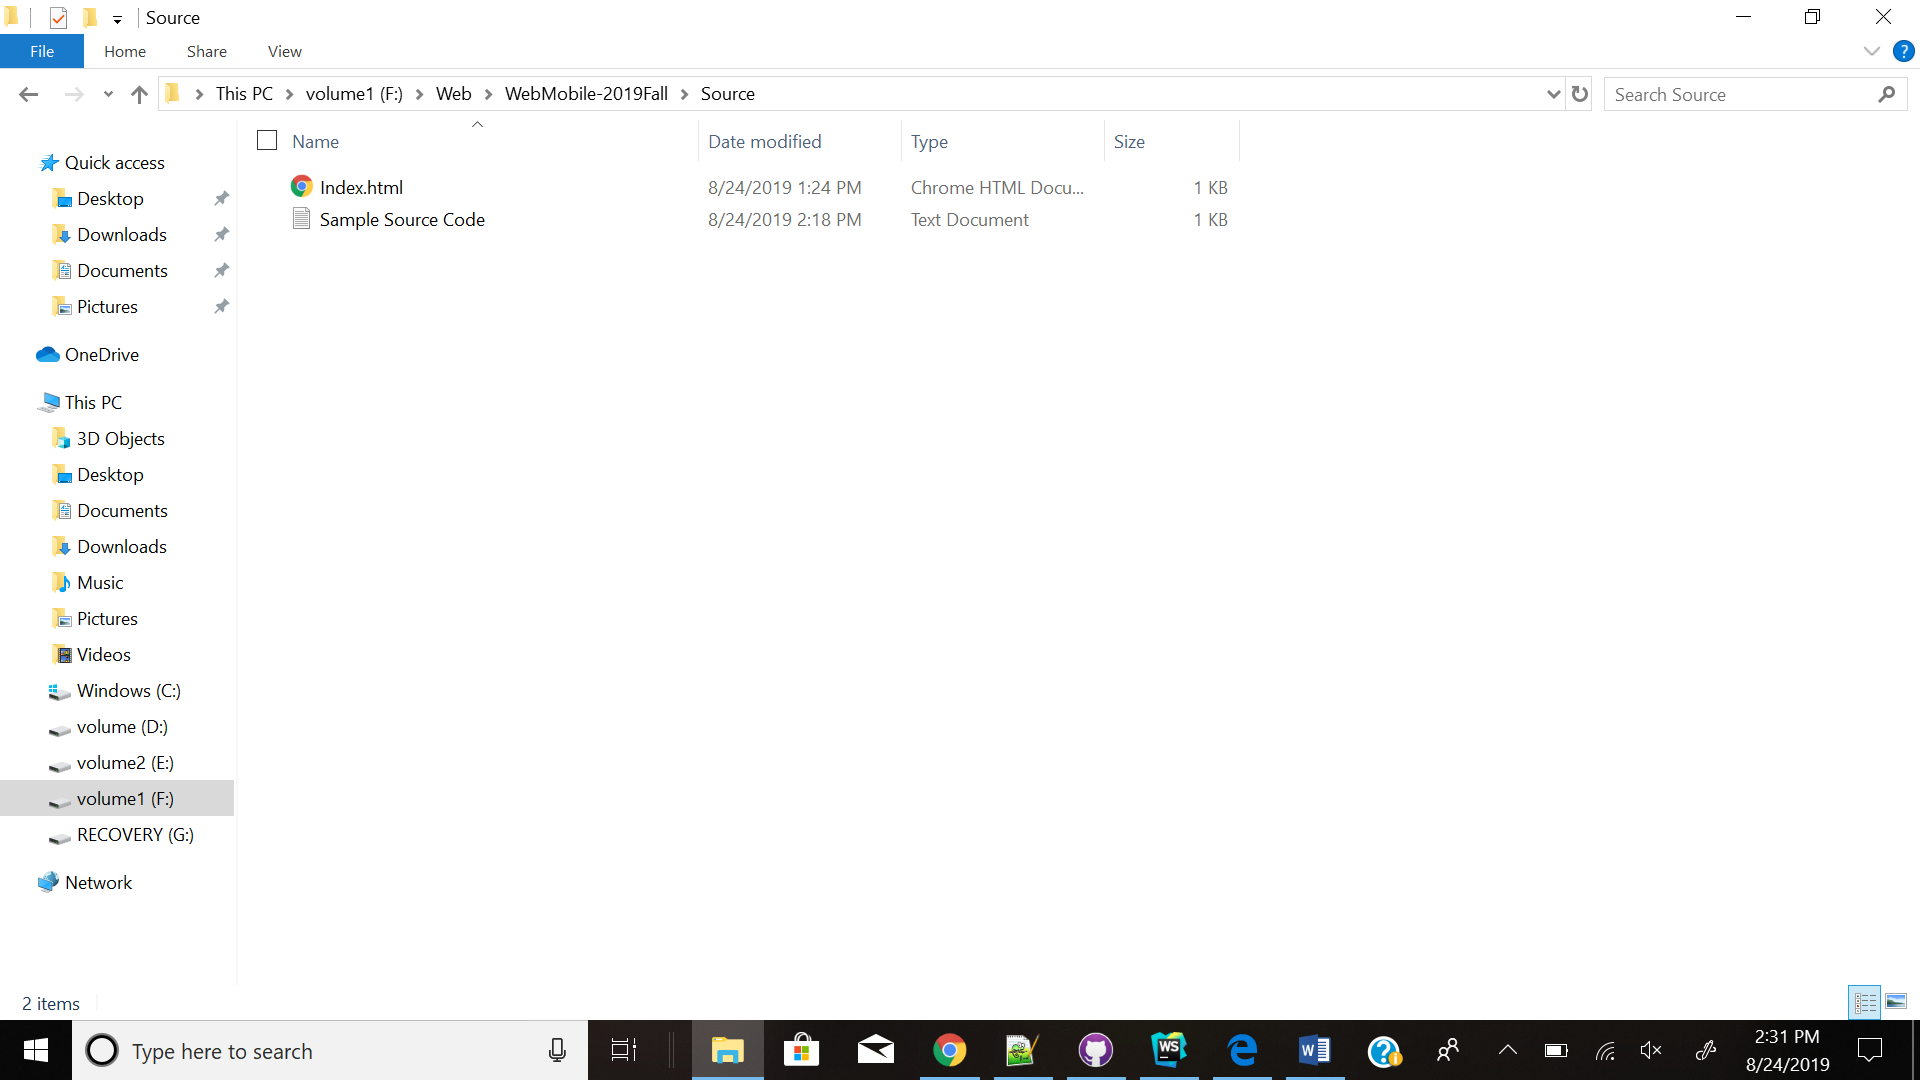 Source
File Home Share View
This PC volume1 (F:) Web WebMobile-2019Fall Source
Search Source
Name Date modified Type Size
Index.html 8/24/2019 1:24 PM Chrome HTML Docu... 1 KB
Sample Source Code 8/24/2019 2:18 PM Text Document 1 KB
Quick access
Desktop
Downloads
Documents
Pictures
OneDrive
This PC
3D Objects
Desktop
Documents
Downloads
Music
Pictures
Videos
Windows (C:)
volume (D:)
volume2 (E:)
volume1 (F:)
RECOVERY (G:)
Network
2 items
Type here to search
WS
2:31 PM
8/24/2019